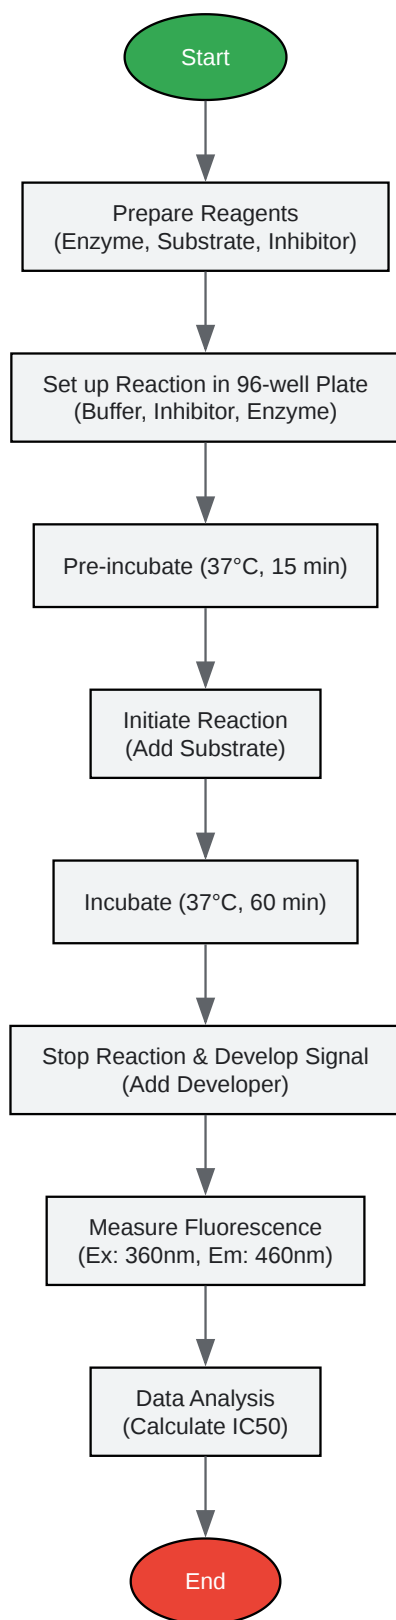 Start
Prepare Reagents
(Enzyme, Substrate, Inhibitor)
Set up Reaction in 96-well Plate
(Buffer, Inhibitor, Enzyme)
Pre-incubate (37°C, 15 min)
Initiate Reaction
(Add Substrate)
Incubate (37°C, 60 min)
Stop Reaction & Develop Signal
(Add Developer)
Measure Fluorescence
(Ex: 360nm, Em: 460nm)
Data Analysis
(Calculate IC50)
End